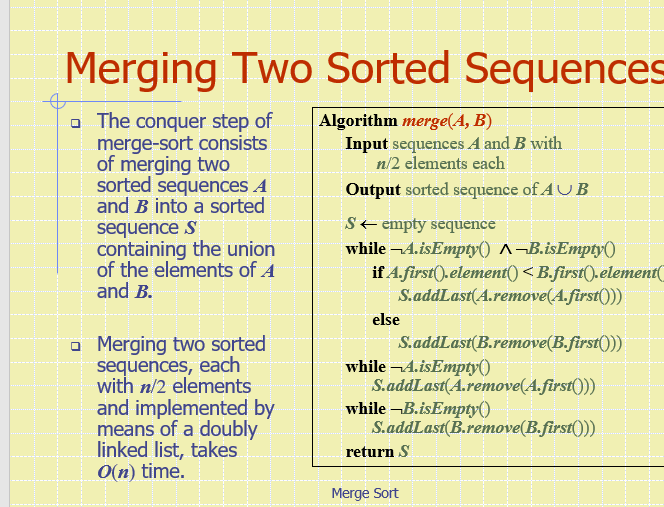 Merging Two Sorted Sequences
❑ The conquer step of
merge-sort consists
of merging two
sorted sequences A
and B into a sorted
sequence S
containing the union
of the elements of A
and B.
❑ Merging two sorted
sequences, each
with n/2 elements
and implemented by
means of a doubly
linked list, takes
O(n) time.
Algorithm merge(A, B)
Input sequences A and B with
n/2 elements each
Output sorted sequence of A ∪ B
S ← empty sequence
while ¬A.isEmpty() ∧ ¬B.isEmpty()
if A.first().element() < B.first().element()
S.addLast(A.remove(A.first()))
else
S.addLast(B.remove(B.first()))
while ¬A.isEmpty()
S.addLast(A.remove(A.first()))
while ¬B.isEmpty()
S.addLast(B.remove(B.first()))
return S
Merge Sort